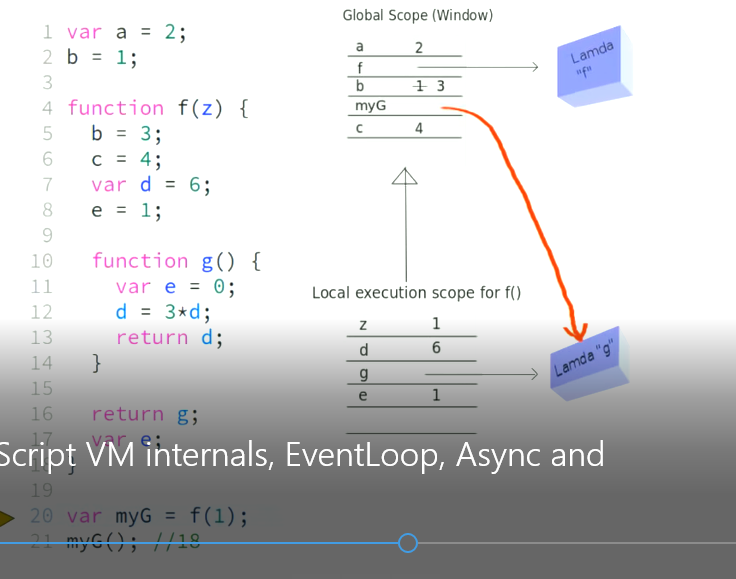 1 var a = 2;
2 b = 1;
3
4 function f(z) {
5 b = 3;
6 c = 4;
7 var d = 6;
8 e = 1;
9
10 function g() {
11 var e = 0;
12 d = 3*d;
13 return d;
14 }
15
16 return g;
17 var e;
}
19
20 var myG = f(1);
21 myG(); //18
Script VM internals, EventLoop, Async and
Global Scope (Window)
a 2
f
b 1 3
myG
c 4
Lamda
"f"
Local execution scope for f()
z 1
d 6
g
e 1
Lamda "g"